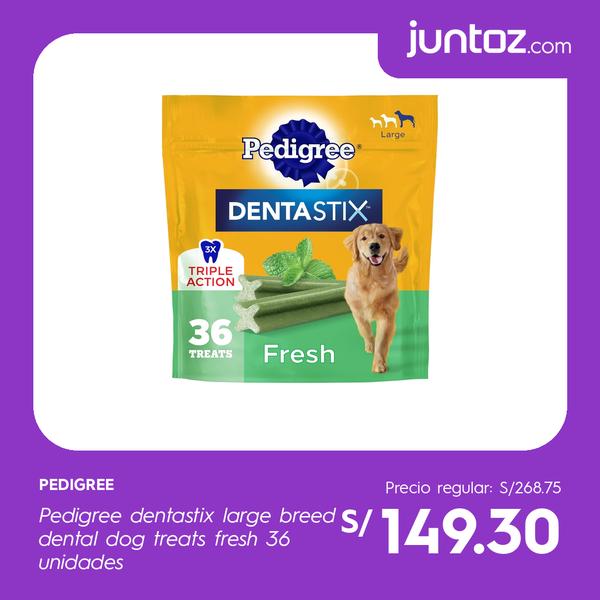 juntoz.com
Large
Pedigree®
DENTASTIX™
3X
TRIPLE
ACTION
36
TREATS
Fresh
PEDIGREE
Precio regular: S/268.75
Pedigree dentastix large breed
dental dog treats fresh 36
unidades
S/149.30